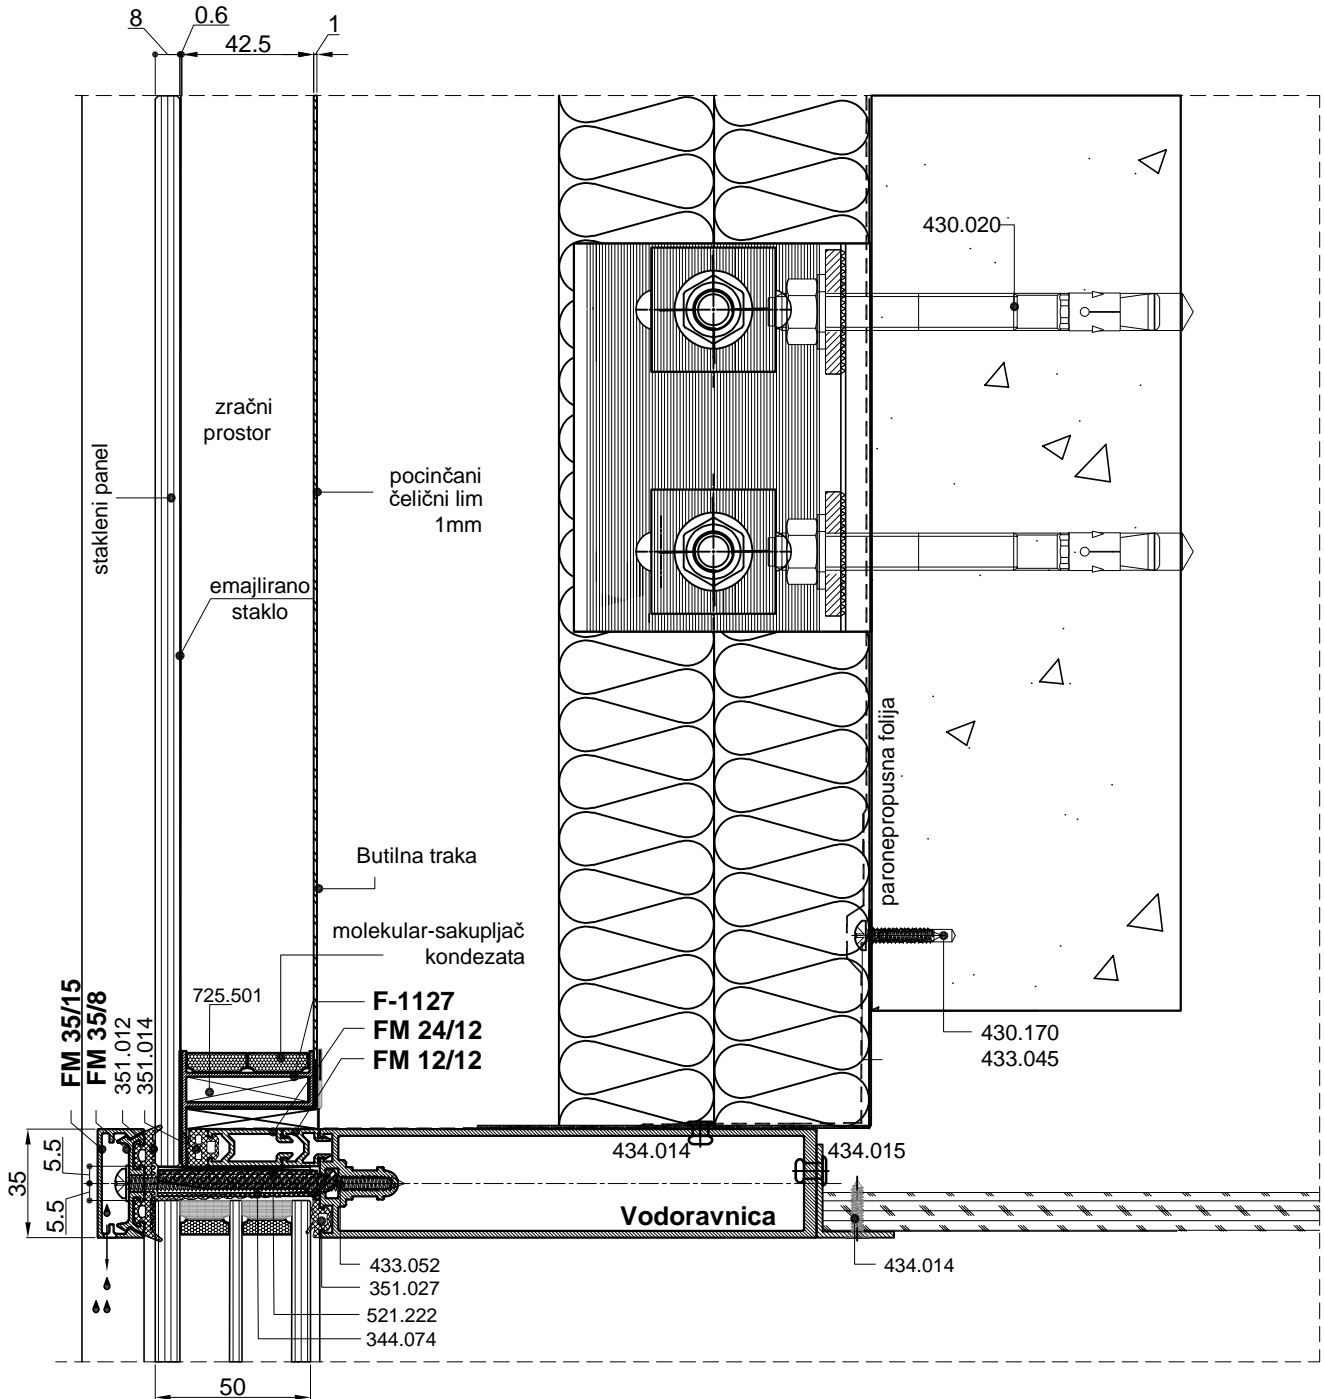 8
0.6
42.5
1
430.020
zračni
prostor
stakleni panel
pocinčani
čelični lim
1mm
emajlirano
staklo
paronepropusna folija
Butilna traka
molekular-sakupljač
kondezata
725.501
F-1127
FM 24/12
FM 12/12
FM 35/15
FM 35/8
351.012
351.014
430.170
433.045
35
5.5
5.5
434.014
434.015
Vodoravnica
433.052
351.027
521.222
344.074
434.014
50